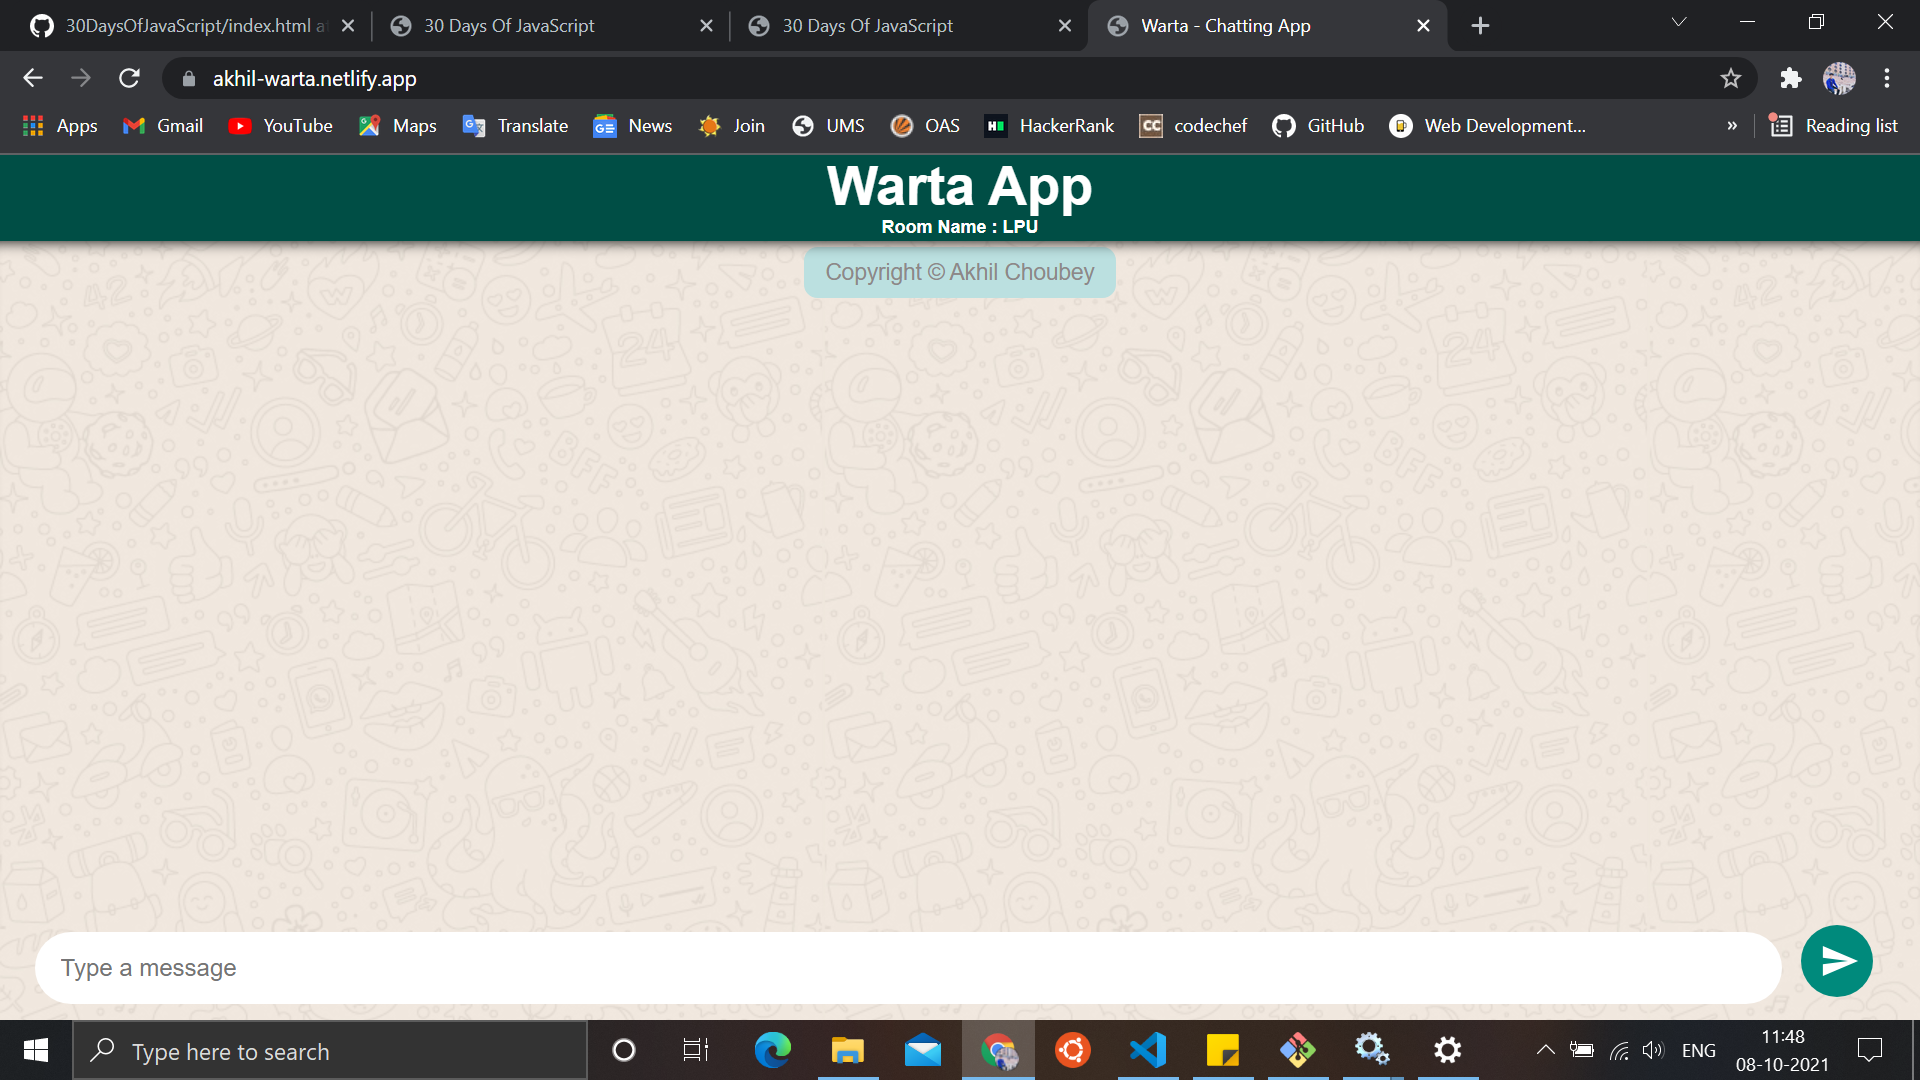 30DaysOfJavaScript/index.html a
30 Days Of JavaScript
30 Days Of JavaScript
Warta - Chatting App
akhil-warta.netlify.app
Apps
Gmail
YouTube
Maps
Translate
News
Join
UMS
OAS
HackerRank
codechef
GitHub
Web Development...
»
Reading list
Warta App
Room Name : LPU
Copyright © Akhil Choubey
Type a message
Type here to search
ENG
11:48
08-10-2021